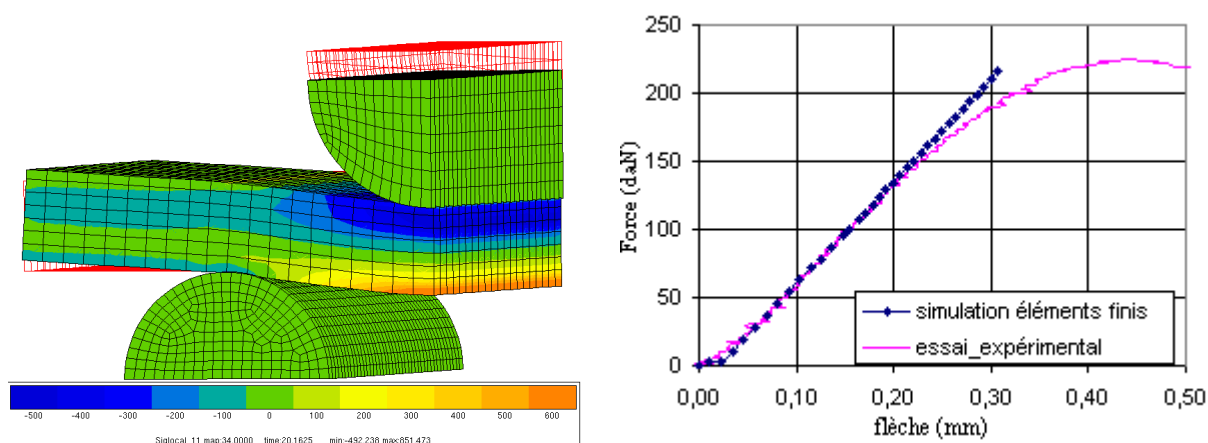 -500 -400 -300 -200 -100 0 100 200 300 400 500 600
Siglocal_11 map:34.0000 time:20.1625 min:-492.238 max:651.473
250
200
150
100
50
0
Force (daN)
simulation éléments finis
essai_expérimental
0,00 0,10 0,20 0,30 0,40 0,50
flèche (mm)